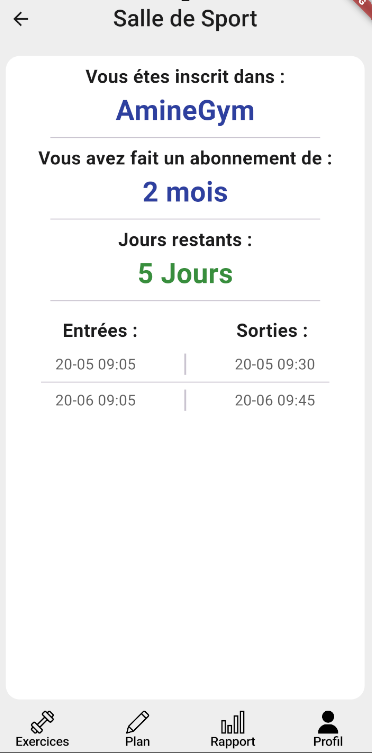 Salle de Sport
Vous étes inscrit dans :
AmineGym
Vous avez fait un abonnement de :
2 mois
Jours restants :
5 Jours
Entrées : Sorties :
20-05 09:05 20-05 09:30
20-06 09:05 20-06 09:45
Exercices Plan Rapport Profil